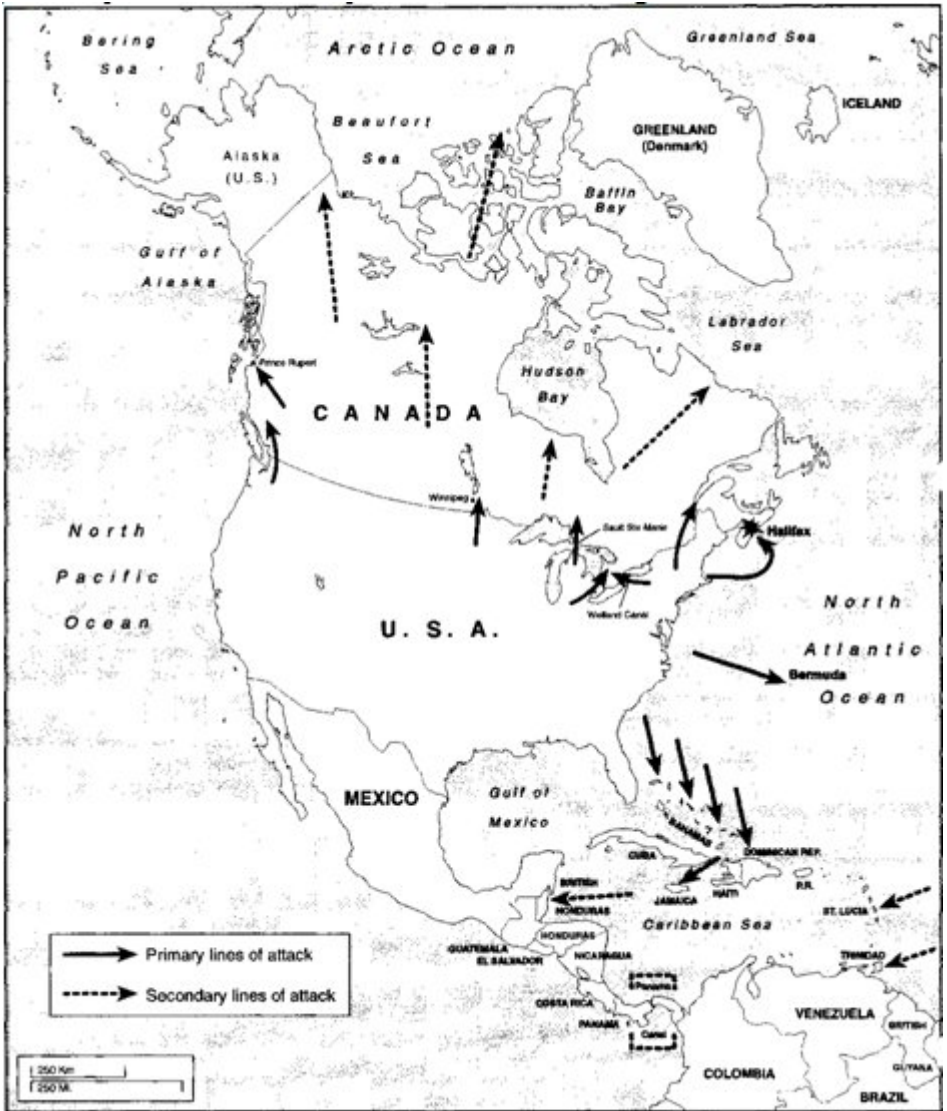 Bering
Sea
Arctic Ocean
Greenland Sea
ICELAND
Beaufort
Sea
GREENLAND
(Denmark)
Alaska
(U.S.)
Baffin
Bay
Gulf of
Alaska
Labrador
Sea
Prince Rupert
Hudson
Bay
CANADA
Winnipeg
Sault Ste Marie
Halifax
North
Pacific
Ocean
Welland Canal
North
Atlantic
Ocean
U. S. A.
Bermuda
MEXICO
Gulf of
Mexico
BAHAMAS
CUBA
DOMINICAN REP.
HAITI
JAMAICA
P.R.
BRITISH
HONDURAS
ST. LUCIA
Caribbean Sea
HONDURAS
GUATEMALA
EL SALVADOR
NICARAGUA
TRINIDAD
COSTA RICA
Panama
Canal
PANAMA
VENEZUELA
BRITISH
GUYANA
COLOMBIA
BRAZIL
Primary lines of attack
Secondary lines of attack
250 Km
250 Mi.